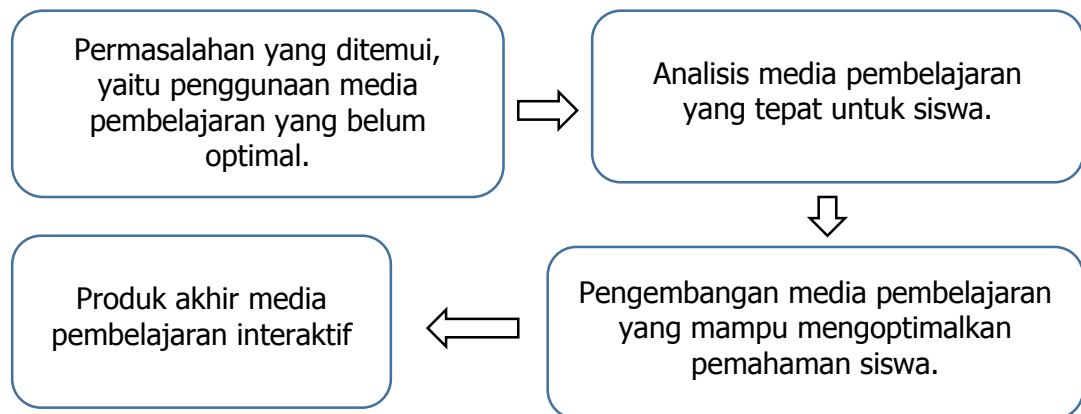 Permasalahan yang ditemui,
yaitu penggunaan media
pembelajaran yang belum
optimal.
Analisis media pembelajaran
yang tepat untuk siswa.
Pengembangan media pembelajaran
yang mampu mengoptimalkan
pemahaman siswa.
Produk akhir media
pembelajaran interaktif